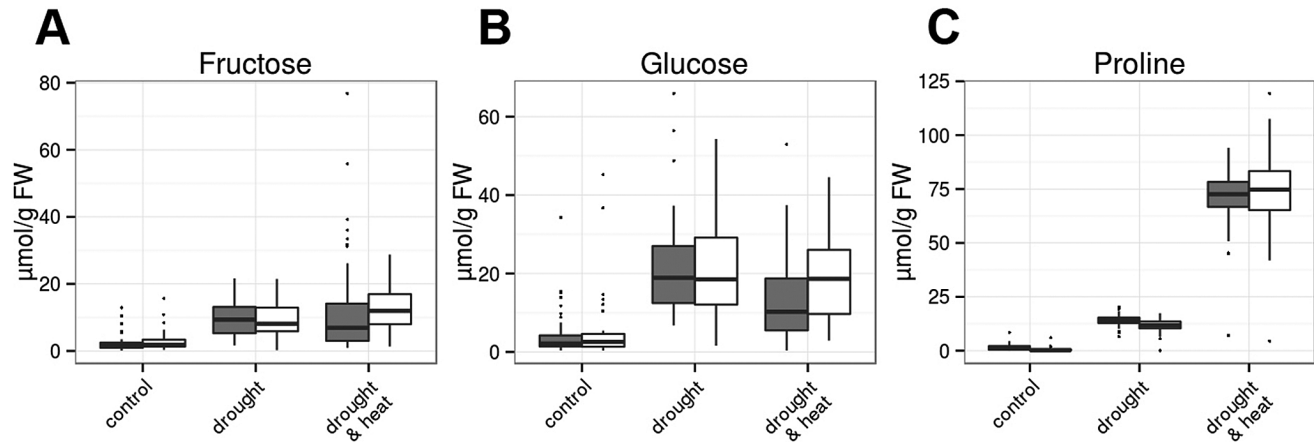 A
Fructose
80
60
40
20
0
µmol/g FW
control
drought
drought
& heat
B
Glucose
60
40
20
0
µmol/g FW
control
drought
drought
& heat
C
Proline
125
100
75
50
25
0
µmol/g FW
control
drought
drought
& heat